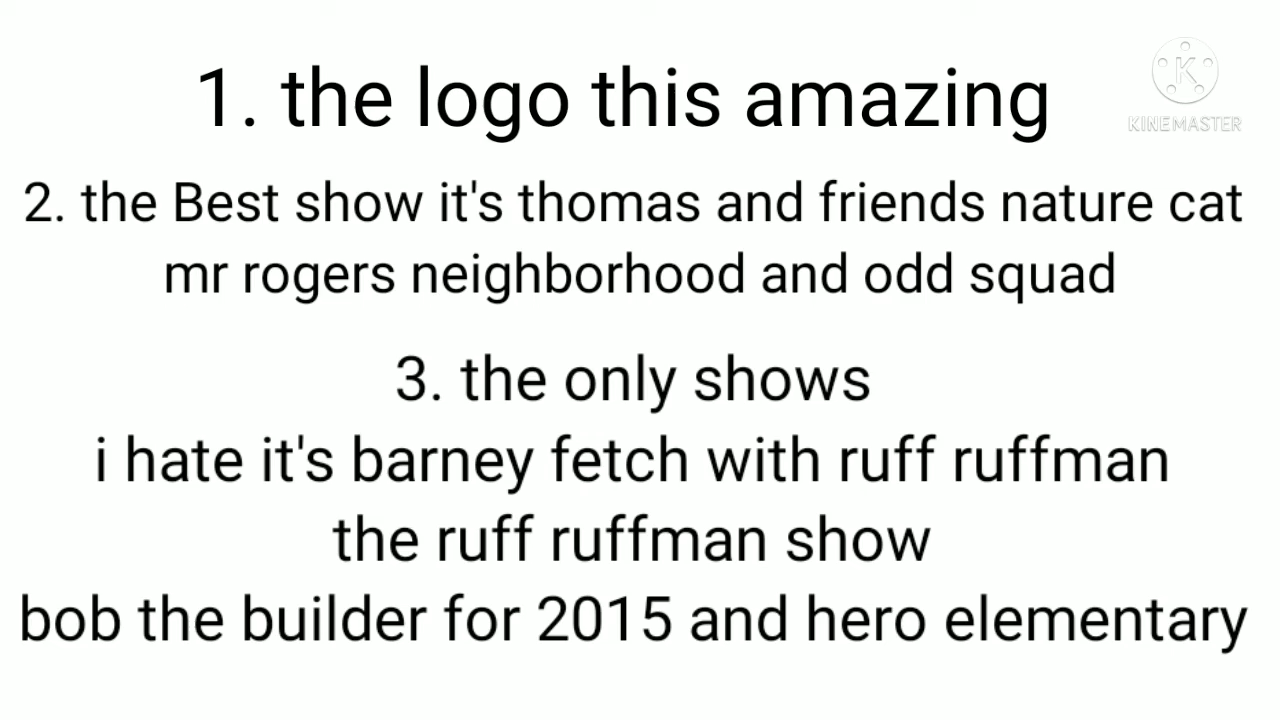 1. the logo this amazing
KINEMASTER
2. the Best show it's thomas and friends nature cat
mr rogers neighborhood and odd squad
3. the only shows
i hate it's barney fetch with ruff ruffman
the ruff ruffman show
bob the builder for 2015 and hero elementary